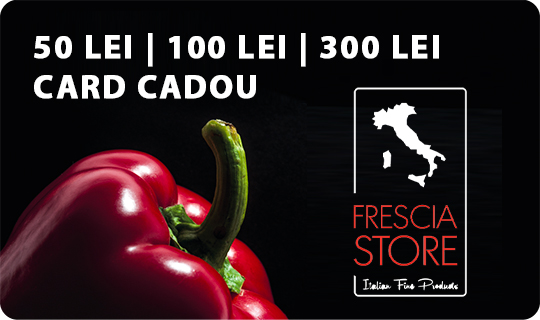 50 LEI | 100 LEI | 300 LEI
CARD CADOU
FRESCIA
STORE
Italian Fine Products